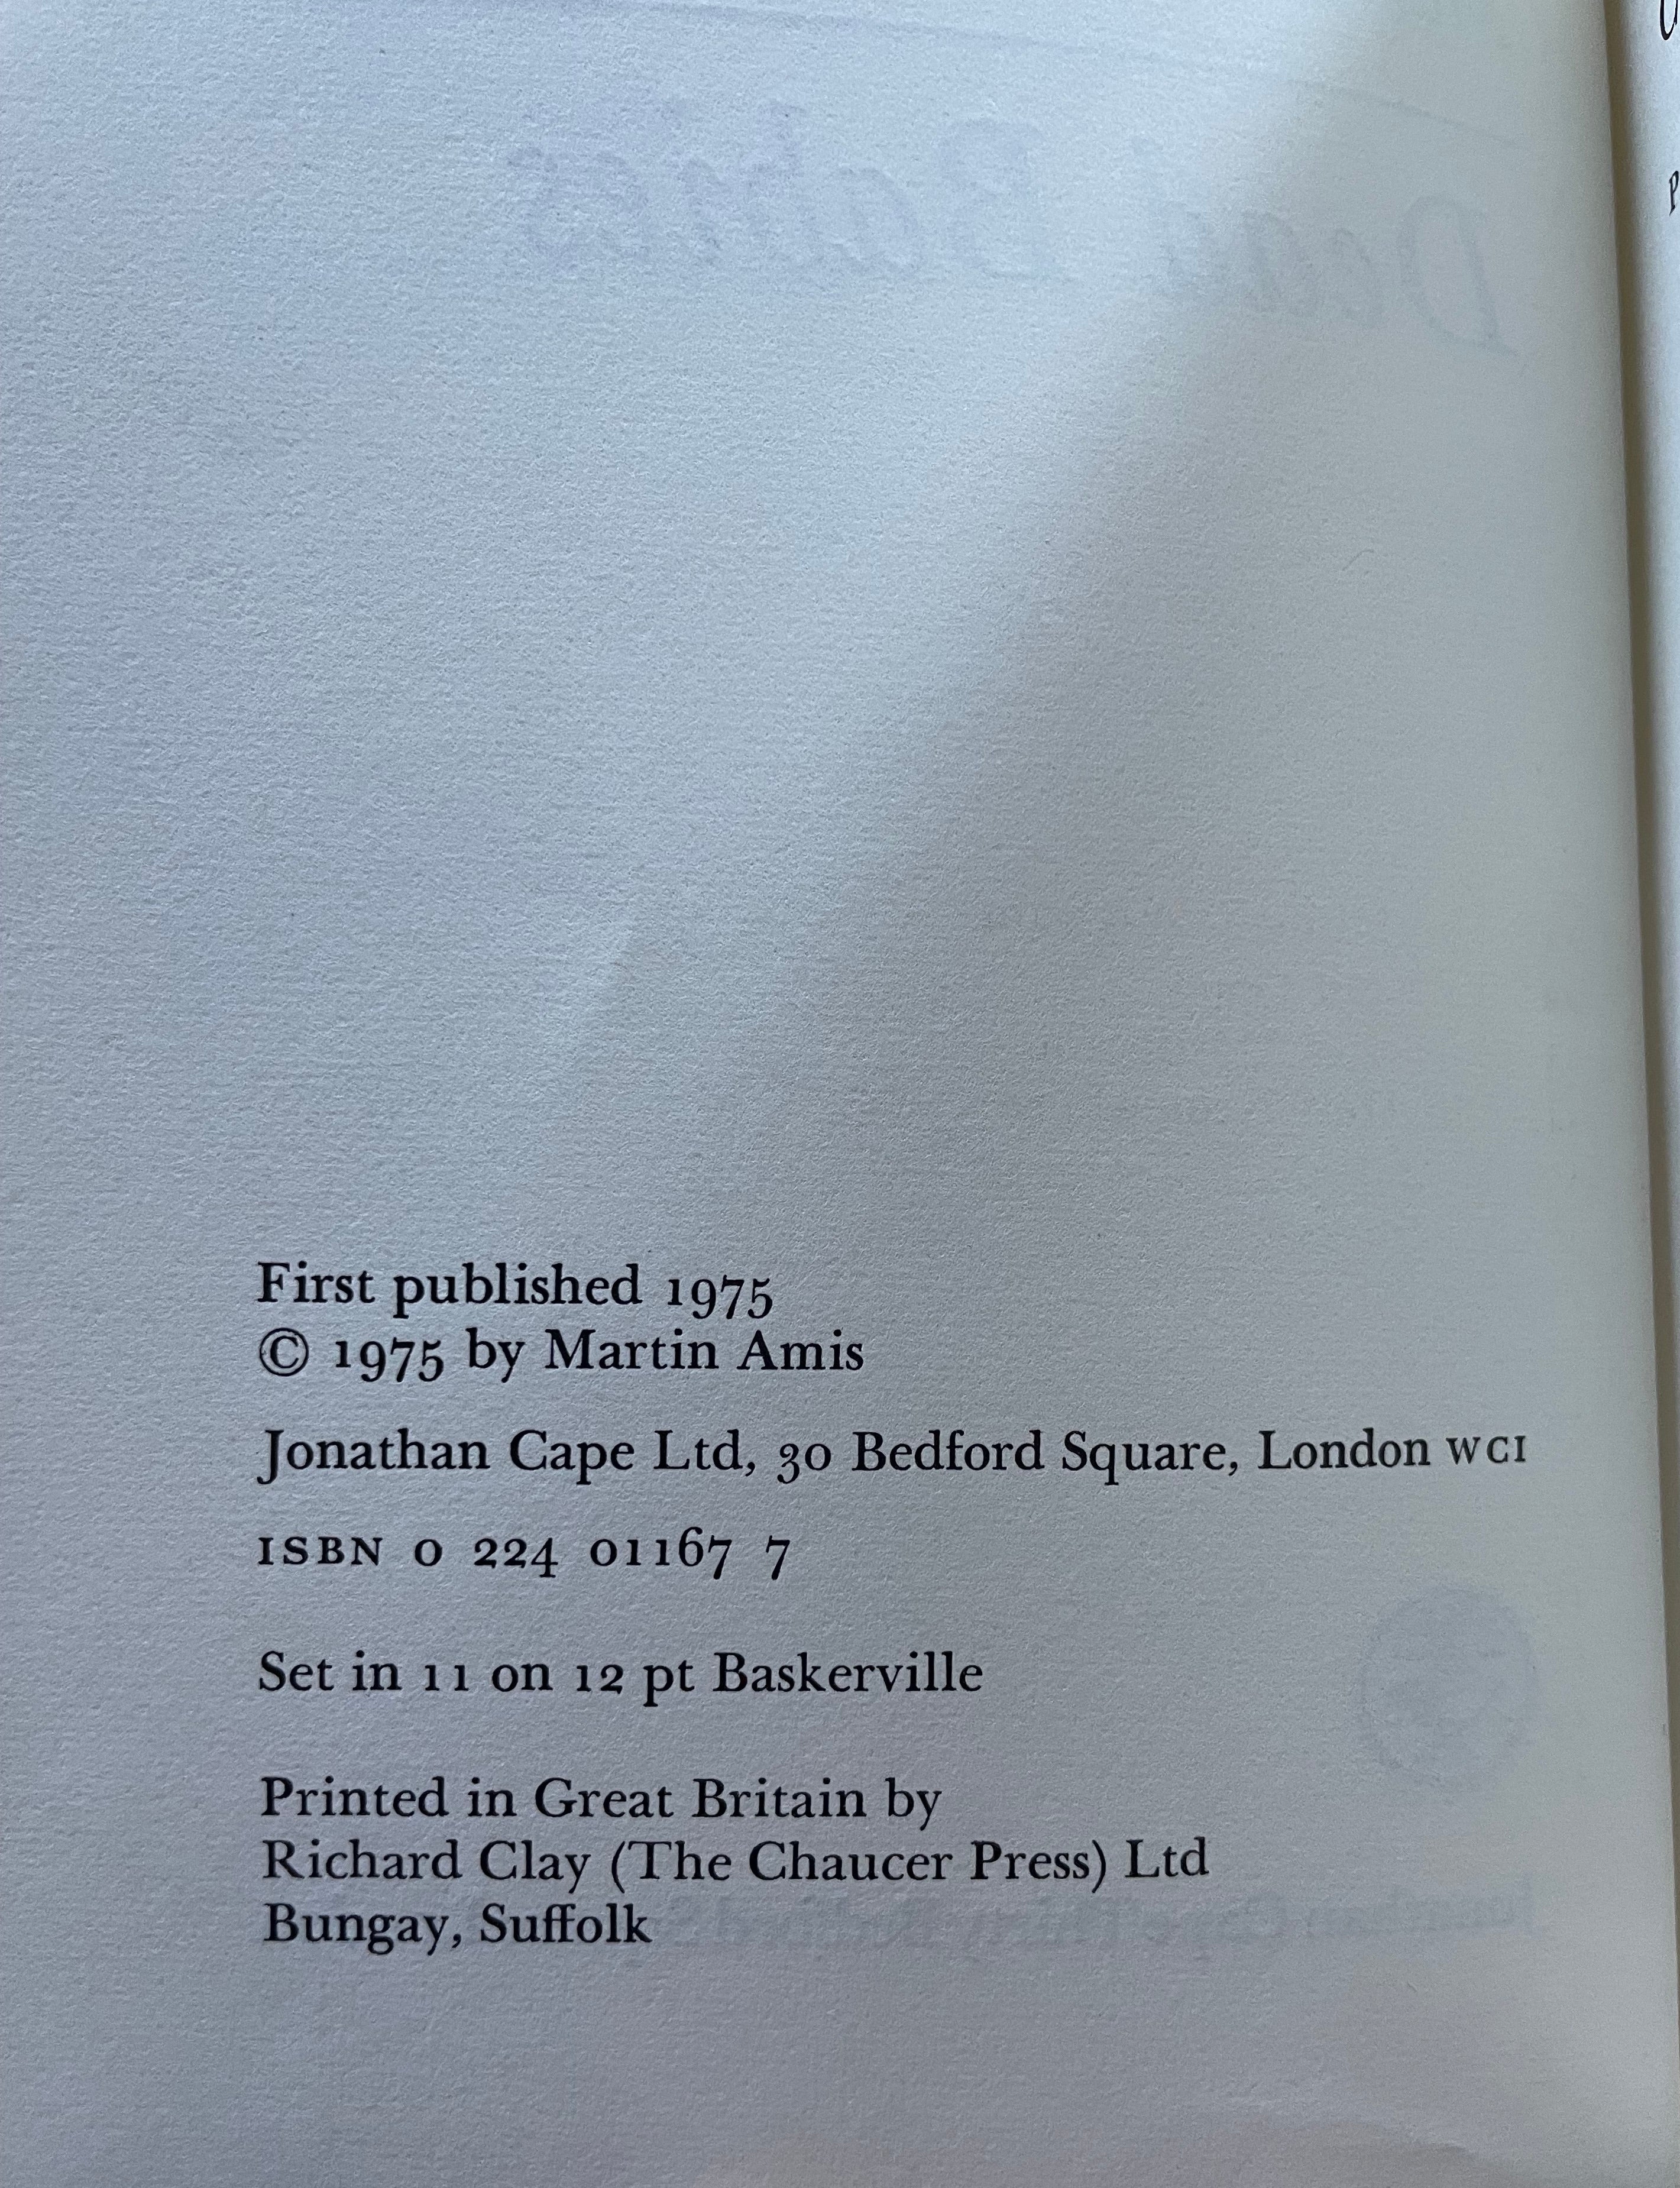 Dead Babies
First published 1975
© 1975 by Martin Amis
Jonathan Cape Ltd, 30 Bedford Square, London WC1
ISBN 0 224 01167 7
Set in 11 on 12 pt Baskerville
Printed in Great Britain by
Richard Clay (The Chaucer Press) Ltd
Bungay, Suffolk